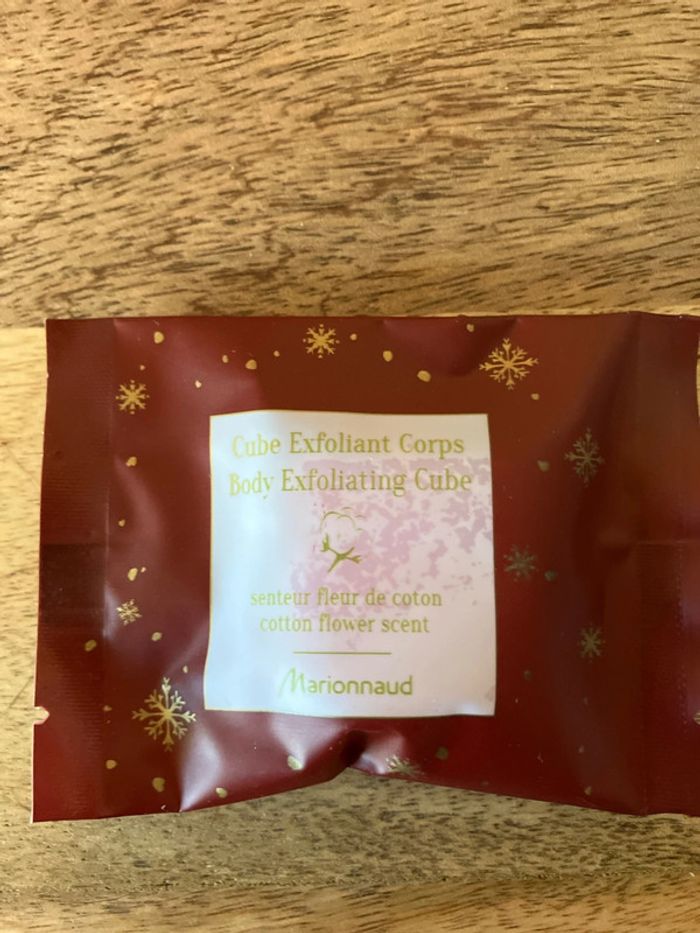 Cube Exfoliant Corps
Body Exfoliating Cube
senteur fleur de coton
cotton flower scent
Marionnaud